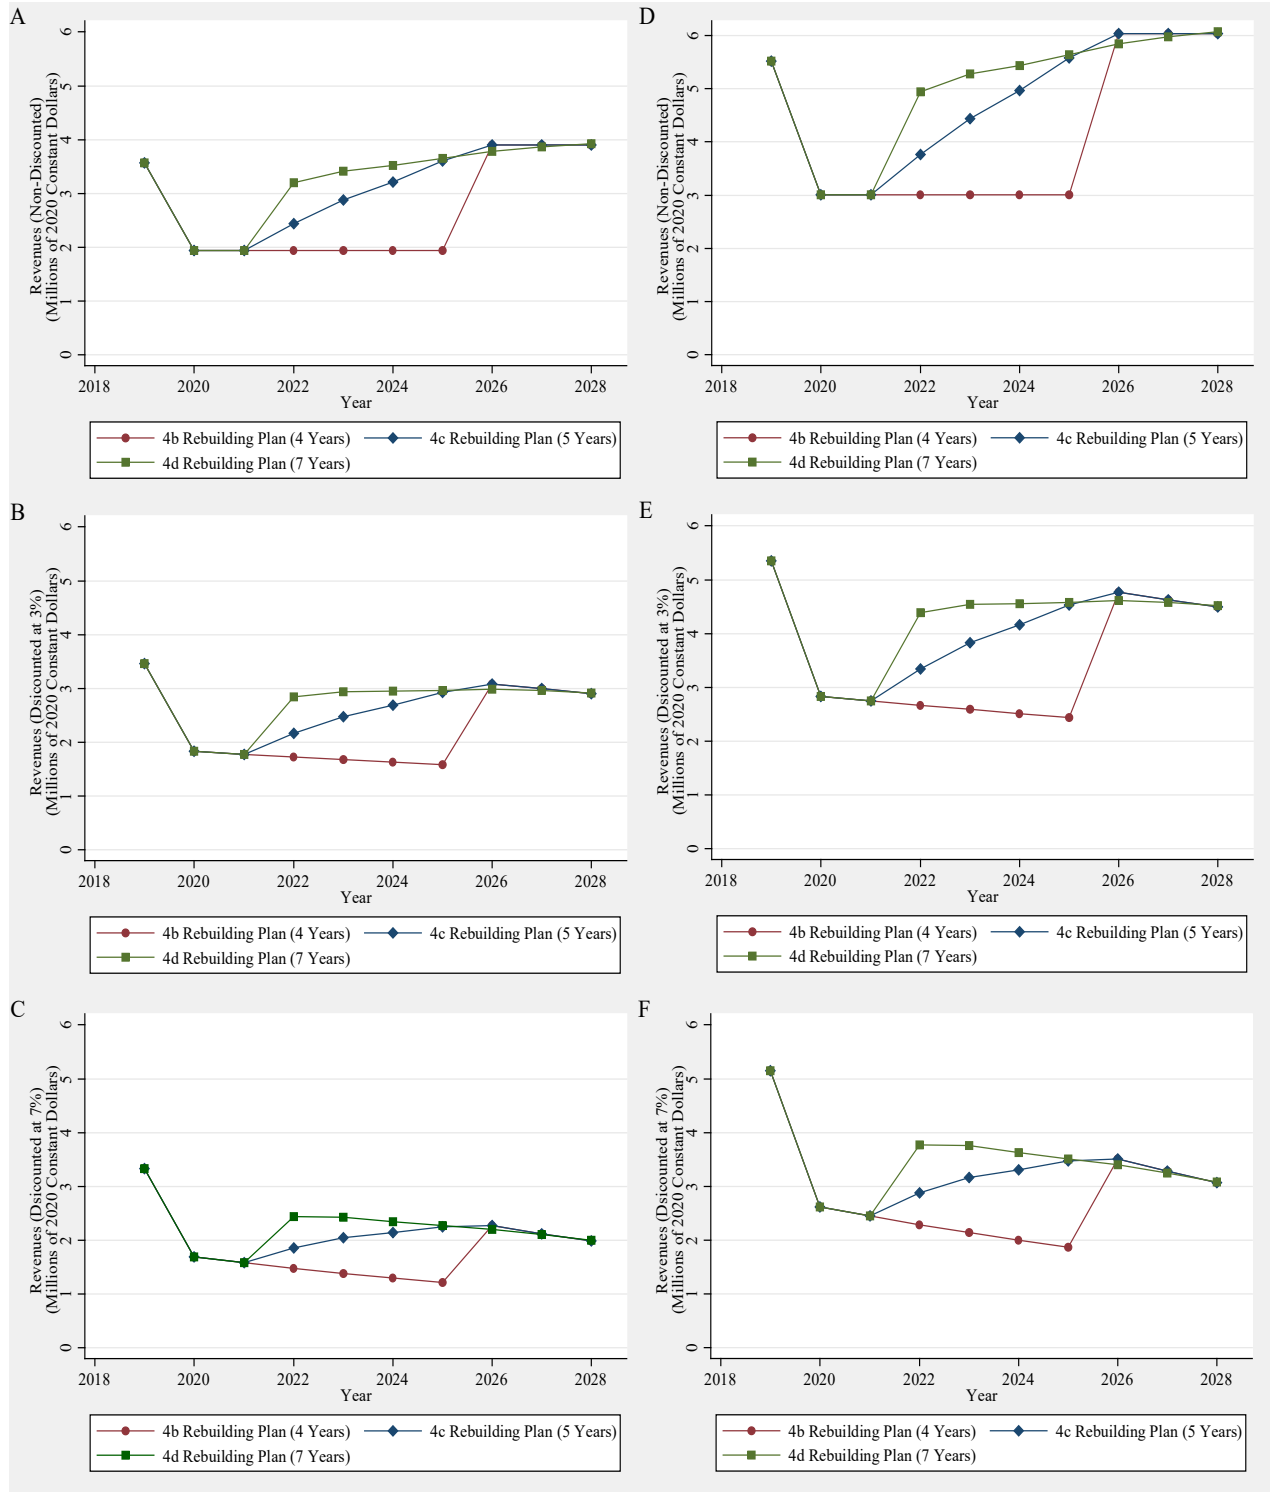 A
Revenues (Non-Discounted)
(Millions of 2020 Constant Dollars)
0 1 2 3 4 5 6
2018 2020 2022 2024 2026 2028
Year
4b Rebuilding Plan (4 Years) 4c Rebuilding Plan (5 Years)
4d Rebuilding Plan (7 Years)
D
Revenues (Non-Discounted)
(Millions of 2020 Constant Dollars)
0 1 2 3 4 5 6
2018 2020 2022 2024 2026 2028
Year
4b Rebuilding Plan (4 Years) 4c Rebuilding Plan (5 Years)
4d Rebuilding Plan (7 Years)
B
Revenues (Dsicounted at 3%)
(Millions of 2020 Constant Dollars)
0 1 2 3 4 5 6
2018 2020 2022 2024 2026 2028
Year
4b Rebuilding Plan (4 Years) 4c Rebuilding Plan (5 Years)
4d Rebuilding Plan (7 Years)
E
Revenues (Dsicounted at 3%)
(Millions of 2020 Constant Dollars)
0 1 2 3 4 5 6
2018 2020 2022 2024 2026 2028
Year
4b Rebuilding Plan (4 Years) 4c Rebuilding Plan (5 Years)
4d Rebuilding Plan (7 Years)
C
Revenues (Dsicounted at 7%)
(Millions of 2020 Constant Dollars)
0 1 2 3 4 5 6
2018 2020 2022 2024 2026 2028
Year
4b Rebuilding Plan (4 Years) 4c Rebuilding Plan (5 Years)
4d Rebuilding Plan (7 Years)
F
Revenues (Dsicounted at 7%)
(Millions of 2020 Constant Dollars)
0 1 2 3 4 5 6
2018 2020 2022 2024 2026 2028
Year
4b Rebuilding Plan (4 Years) 4c Rebuilding Plan (5 Years)
4d Rebuilding Plan (7 Years)